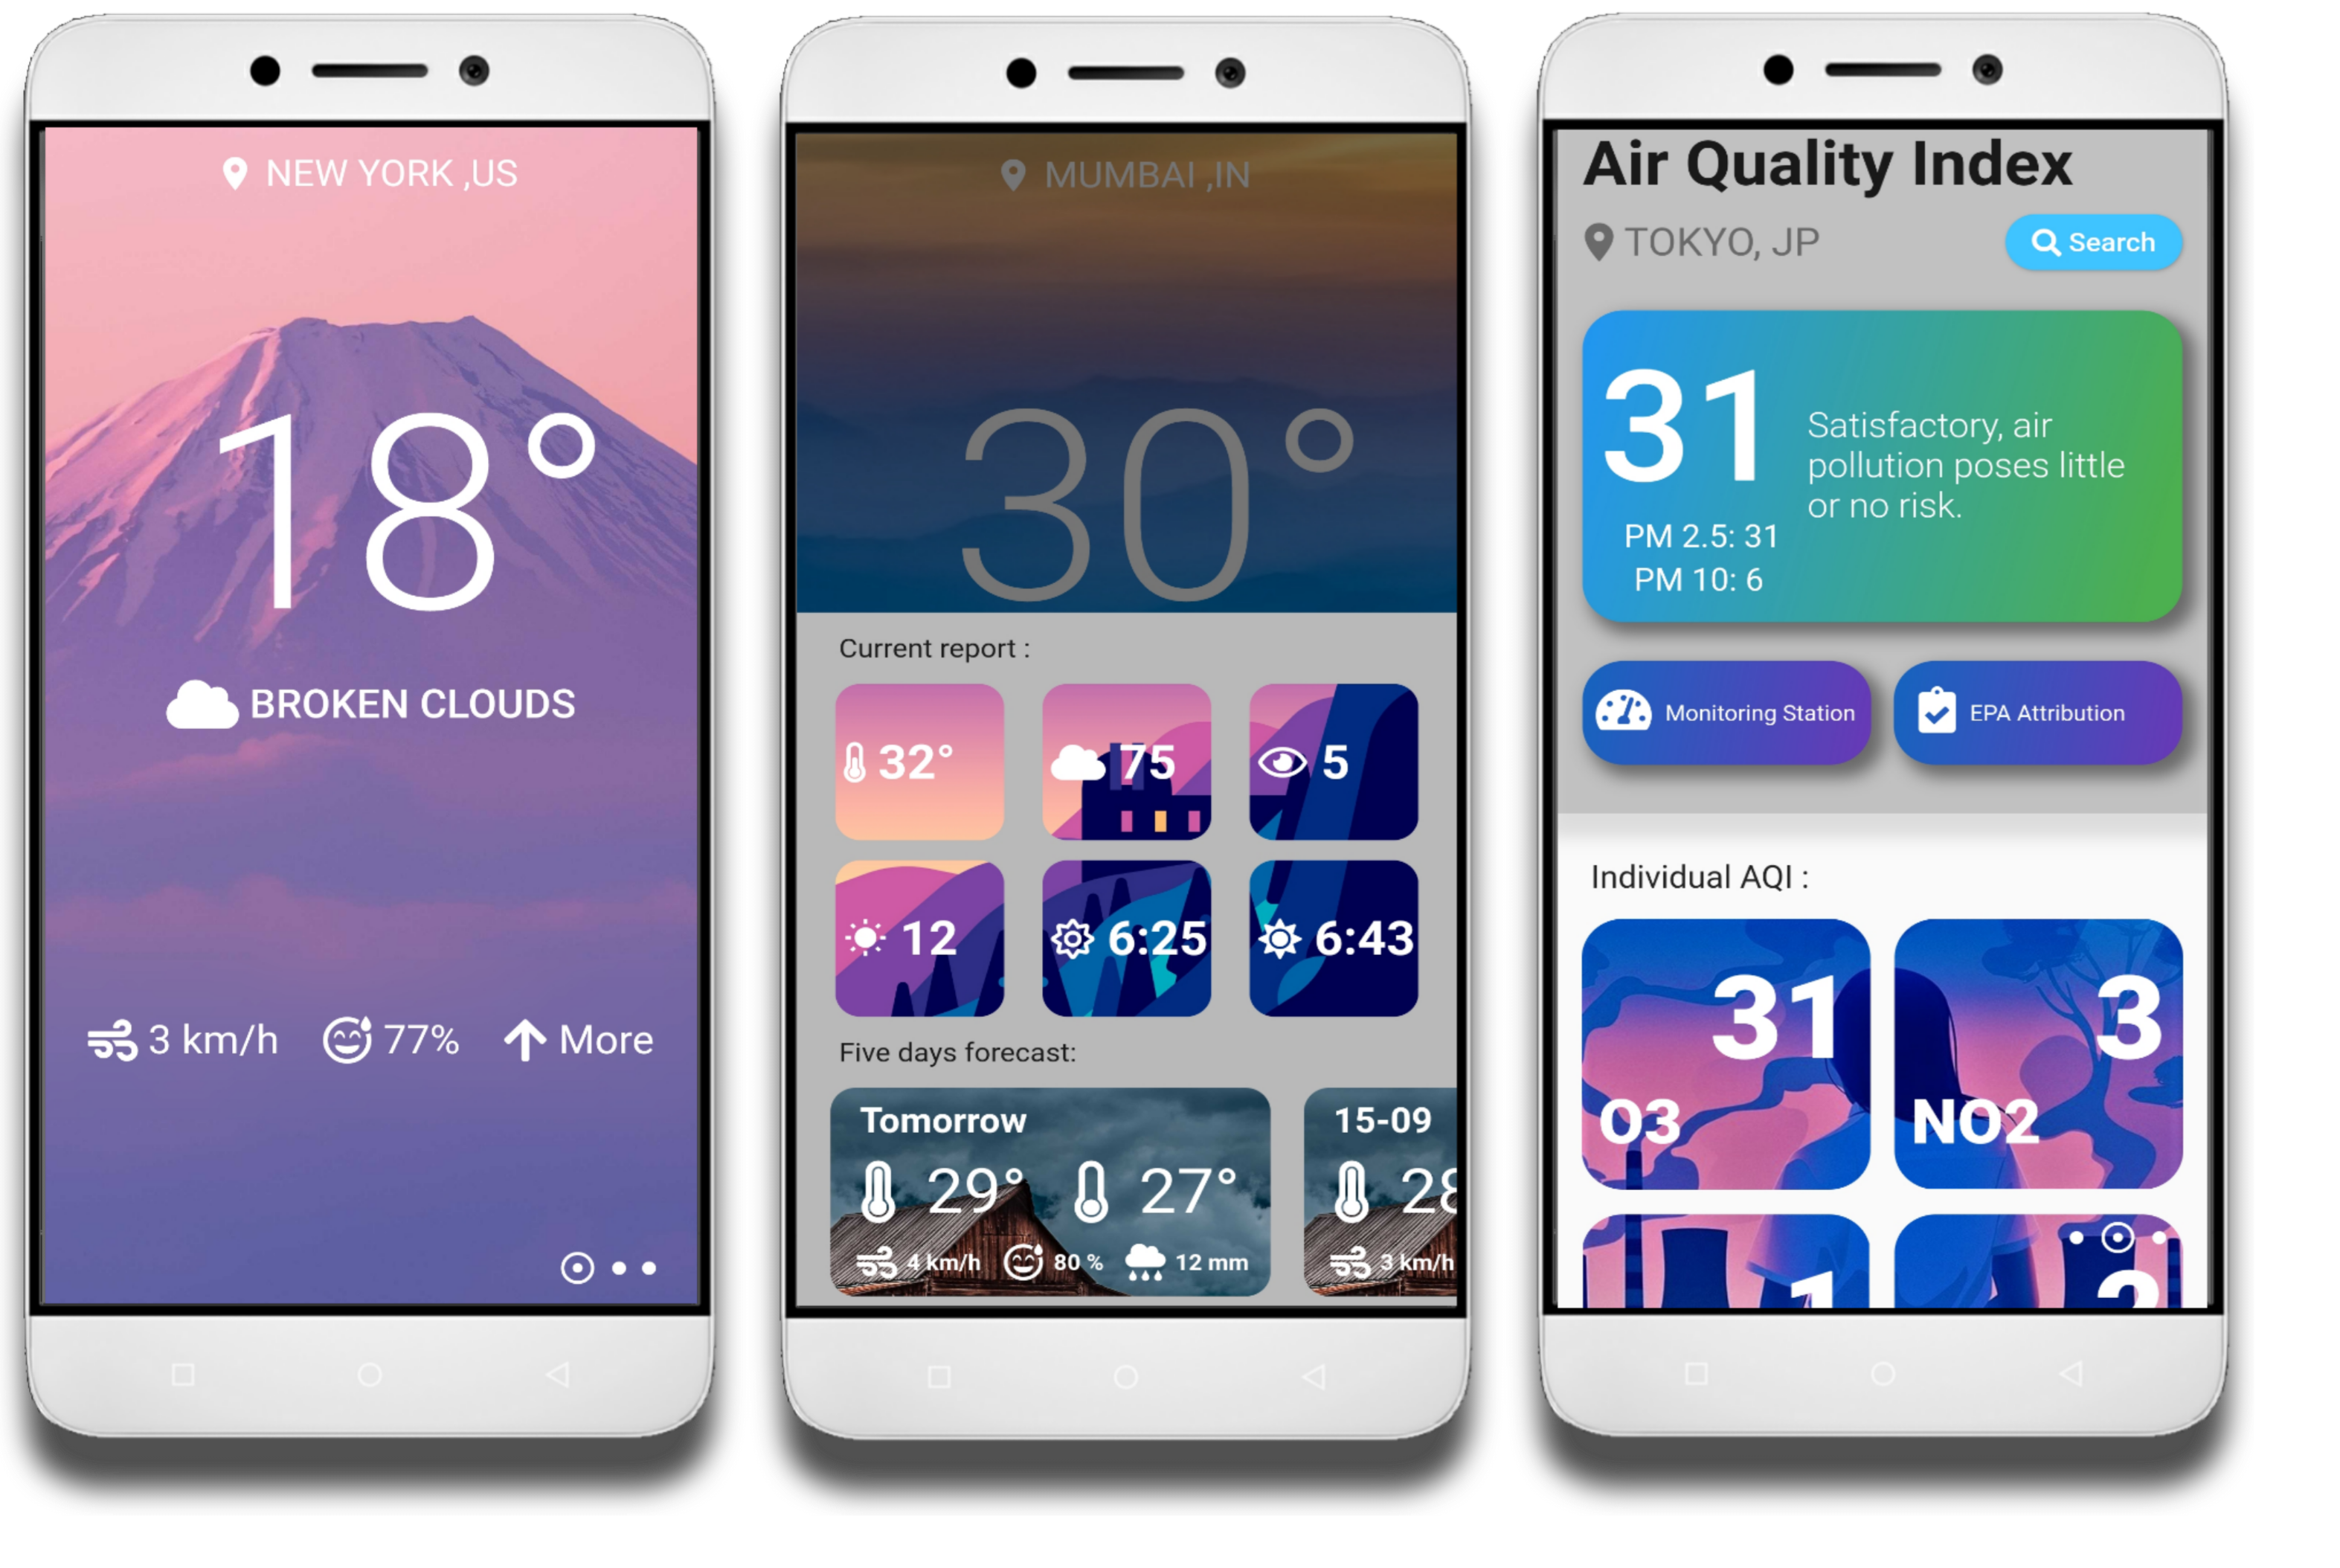 NEW YORK ,US
18°
BROKEN CLOUDS
3 km/h 77% More
MUMBAI ,IN
30°
Current report :
32° 75 5
12 6:25 6:43
Five days forecast:
Tomorrow
29° 27°
4 km/h 80 % 12 mm
15-09
28
3 km/h
Air Quality Index
TOKYO, JP
Search
31
Satisfactory, air
pollution poses little
or no risk.
PM 2.5: 31
PM 10: 6
Monitoring Station
EPA Attribution
Individual AQI :
31
O3
3
NO2
1
2